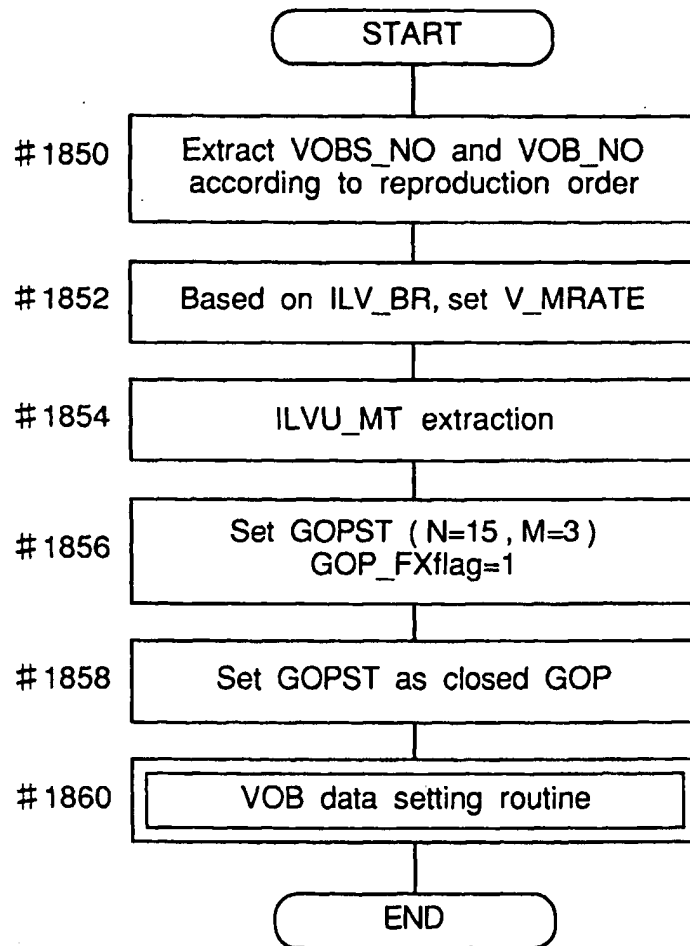 START
#1850
Extract VOBS_NO and VOB_NO
according to reproduction order
#1852
Based on ILV_BR, set V_MRATE
#1854
ILVU_MT extraction
#1856
Set GOPST ( N=15 , M=3 )
GOP_FXflag=1
#1858
Set GOPST as closed GOP
#1860
VOB data setting routine
END